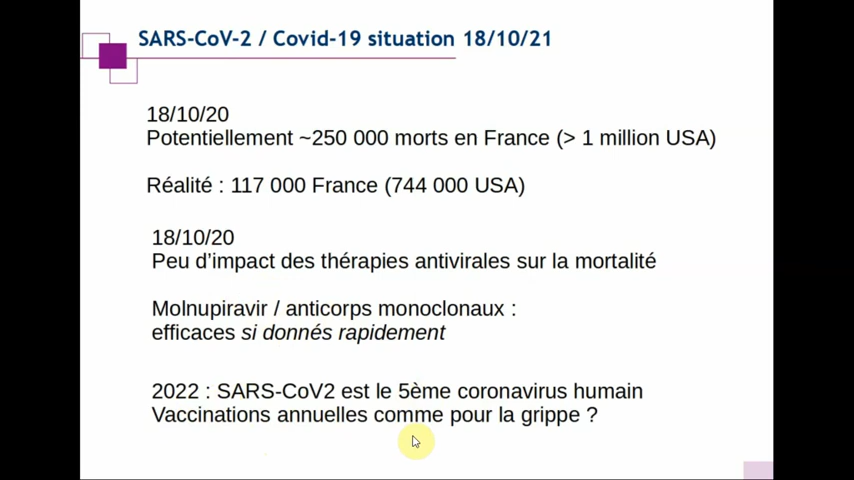 SARS-CoV-2 / Covid-19 situation 18/10/21
18/10/20
Potentiellement ~250 000 morts en France (> 1 million USA)
Réalité : 117 000 France (744 000 USA)
18/10/20
Peu d’impact des thérapies antivirales sur la mortalité
Molnupiravir / anticorps monoclonaux :
efficaces si donnés rapidement
2022 : SARS-CoV2 est le 5ème coronavirus humain
Vaccinations annuelles comme pour la grippe ?